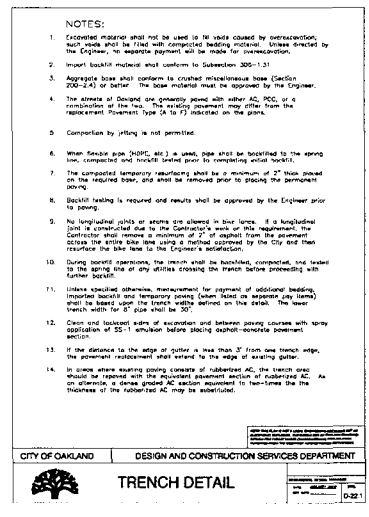 NOTES:
1. Excavated material shall not be used to fill voids caused by overexcavation;
such voids shall be filled with compacted bedding material. Unless directed by
the Engineer, no separate payment will be made for overexcavation.
2. Import backfill material shall conform to Subsection 306-1.31
3. Aggregate base shall conform to crushed miscellaneous base (Section
200-2.4) or better. The base material must be approved by the Engineer.
4. The streets of Oakland are generally paved with either AC, PCC, or a
combination of the two. The existing pavement may differ from the
replacement Pavement Type (A to F) indicated on the plans.
5 Compaction by jetting is not permitted.
6. When flexible pipe (HDPE, etc.) is used, pipe shall be backfilled to the spring
line, compacted and backfill tested prior to completing initial backfill.
7. The compacted temporary resurfacing shall be a minimum of 2" thick placed
on the required base, and shall be removed prior to placing the permanent
paving.
8. Backfill testing is required and results shall be approved by the Engineer prior
to paving.
9. No longitudinal joints or seams are allowed in bike lanes. If a longitudinal
joint is constructed due to the Contractor's work on this requirement, the
Contractor shall remove a minimum of 2" of asphalt from the pavement
across the entire bike lane using a method approved by the City and then
resurface the bike lane to the Engineer's satisfaction.
10. During backfill operations, the trench shall be backfilled, compacted, and tested
to the spring line of any utilities crossing the trench before proceeding with
further backfill.
11. Unless specified otherwise, measurement for payment of additional bedding,
imported backfill and temporary paving (when listed as separate pay items)
shall be based upon the trench widths defined on this detail. The lower
trench width for 8" pipe shall be 30".
12. Clean and tackcoat sides of excavation and between paving courses with spray
application of SS-1 emulsion before placing asphalt-concrete pavement
section.
13. If the distance to the edge of gutter is less than 3' from one trench edge,
the pavement replacement shall extend to the edge of existing gutter.
14. In areas where existing paving consists of rubberized AC, the trench area
should be repaved with the equivalent pavement section of rubberized AC. As
an alternate, a dense graded AC section equivalent to two-times the the
thickness of the rubberized AC may be substituted.
CITY OF OAKLAND
DESIGN AND CONSTRUCTION SERVICES DEPARTMENT
TRENCH DETAIL
D-22.1